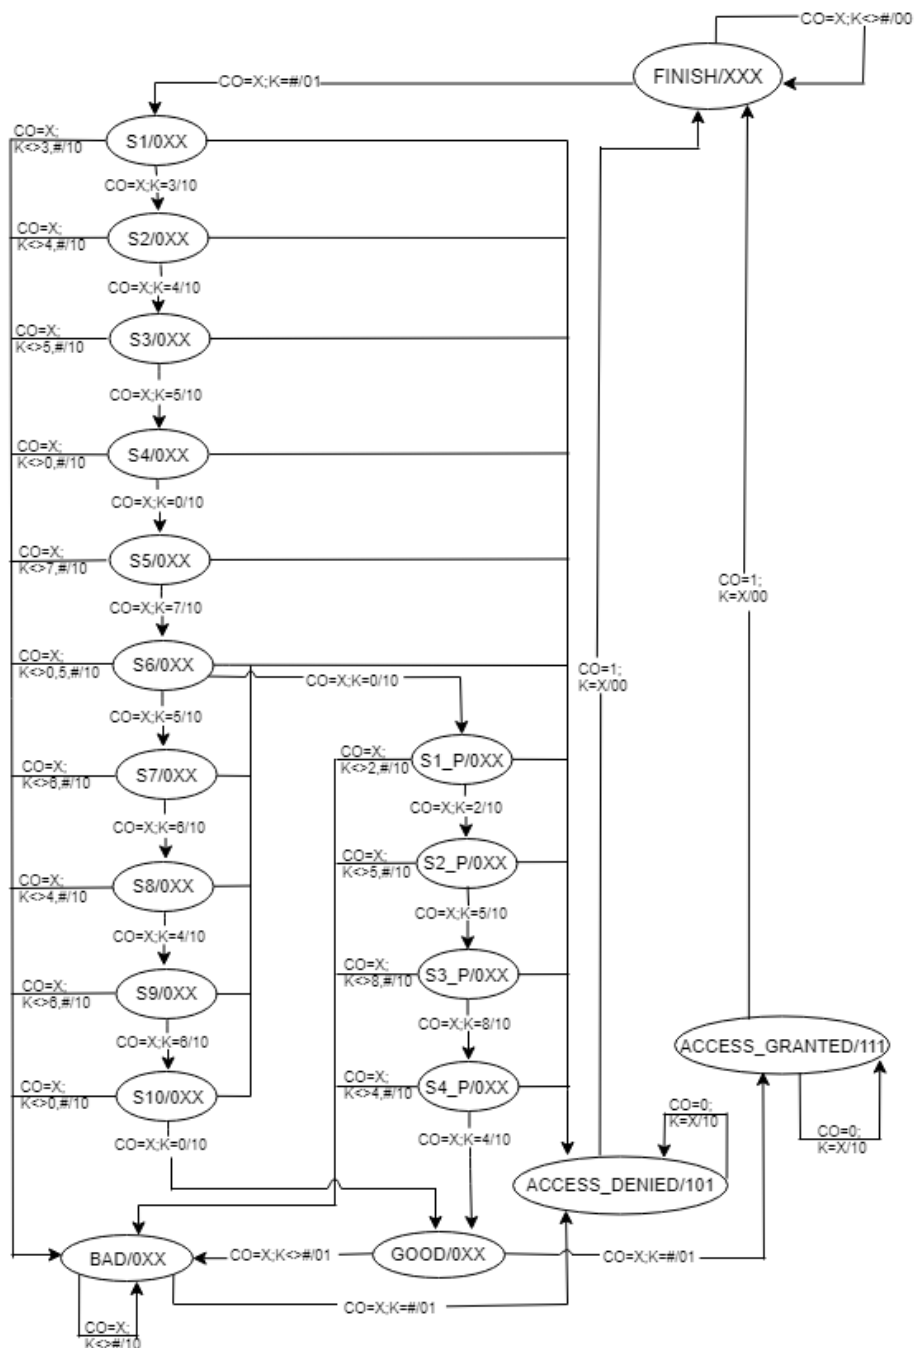 CO=X;K<>#/00
FINISH/XXX
CO=X;K=#/01
CO=X;
K<>3,#/10
S1/0XX
CO=X;K=3/10
CO=X;
K<>4,#/10
S2/0XX
CO=X;K=4/10
CO=X;
K<>5,#/10
S3/0XX
CO=X;K=5/10
CO=X;
K<>0,#/10
S4/0XX
CO=X;K=0/10
CO=X;
K<>7,#/10
S5/0XX
CO=X;K=7/10
CO=1;
K=X/00
CO=X;
K<>0,5,#/10
S6/0XX
CO=X;K=0/10
CO=1;
K=X/00
CO=X;K=5/10
CO=X;
K<>2,#/10
S1_P/0XX
CO=X;
K<>6,#/10
S7/0XX
CO=X;K=2/10
CO=X;K=6/10
CO=X;
K<>5,#/10
S2_P/0XX
CO=X;
K<>4,#/10
S8/0XX
CO=X;K=5/10
CO=X;K=4/10
CO=X;
K<>8,#/10
S3_P/0XX
CO=X;
K<>6,#/10
S9/0XX
CO=X;K=8/10
CO=X;K=6/10
ACCESS_GRANTED/111
CO=X;
K<>4,#/10
S4_P/0XX
CO=X;
K<>0,#/10
S10/0XX
CO=0;
K=X/10
CO=0;
K=X/10
CO=X;K=0/10
CO=X;K=4/10
ACCESS_DENIED/101
BAD/0XX
CO=X;K<>#/01
GOOD/0XX
CO=X;K=#/01
CO=X;K=#/01
CO=X;
K<>#/10